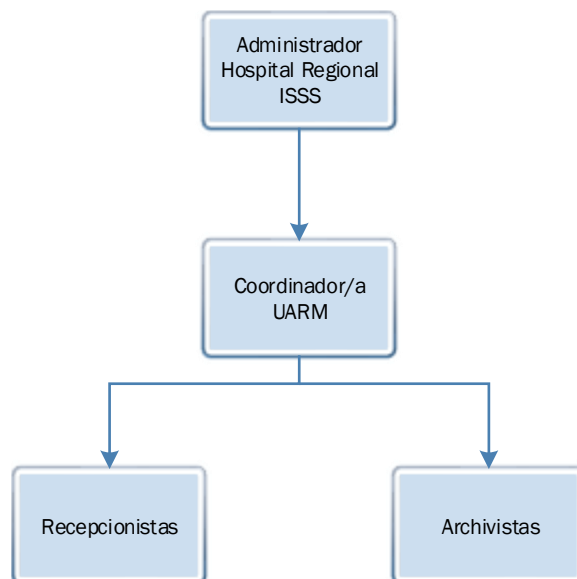 Administrador
Hospital Regional
ISSS
Coordinador/a
UARM
Recepcionistas
Archivistas